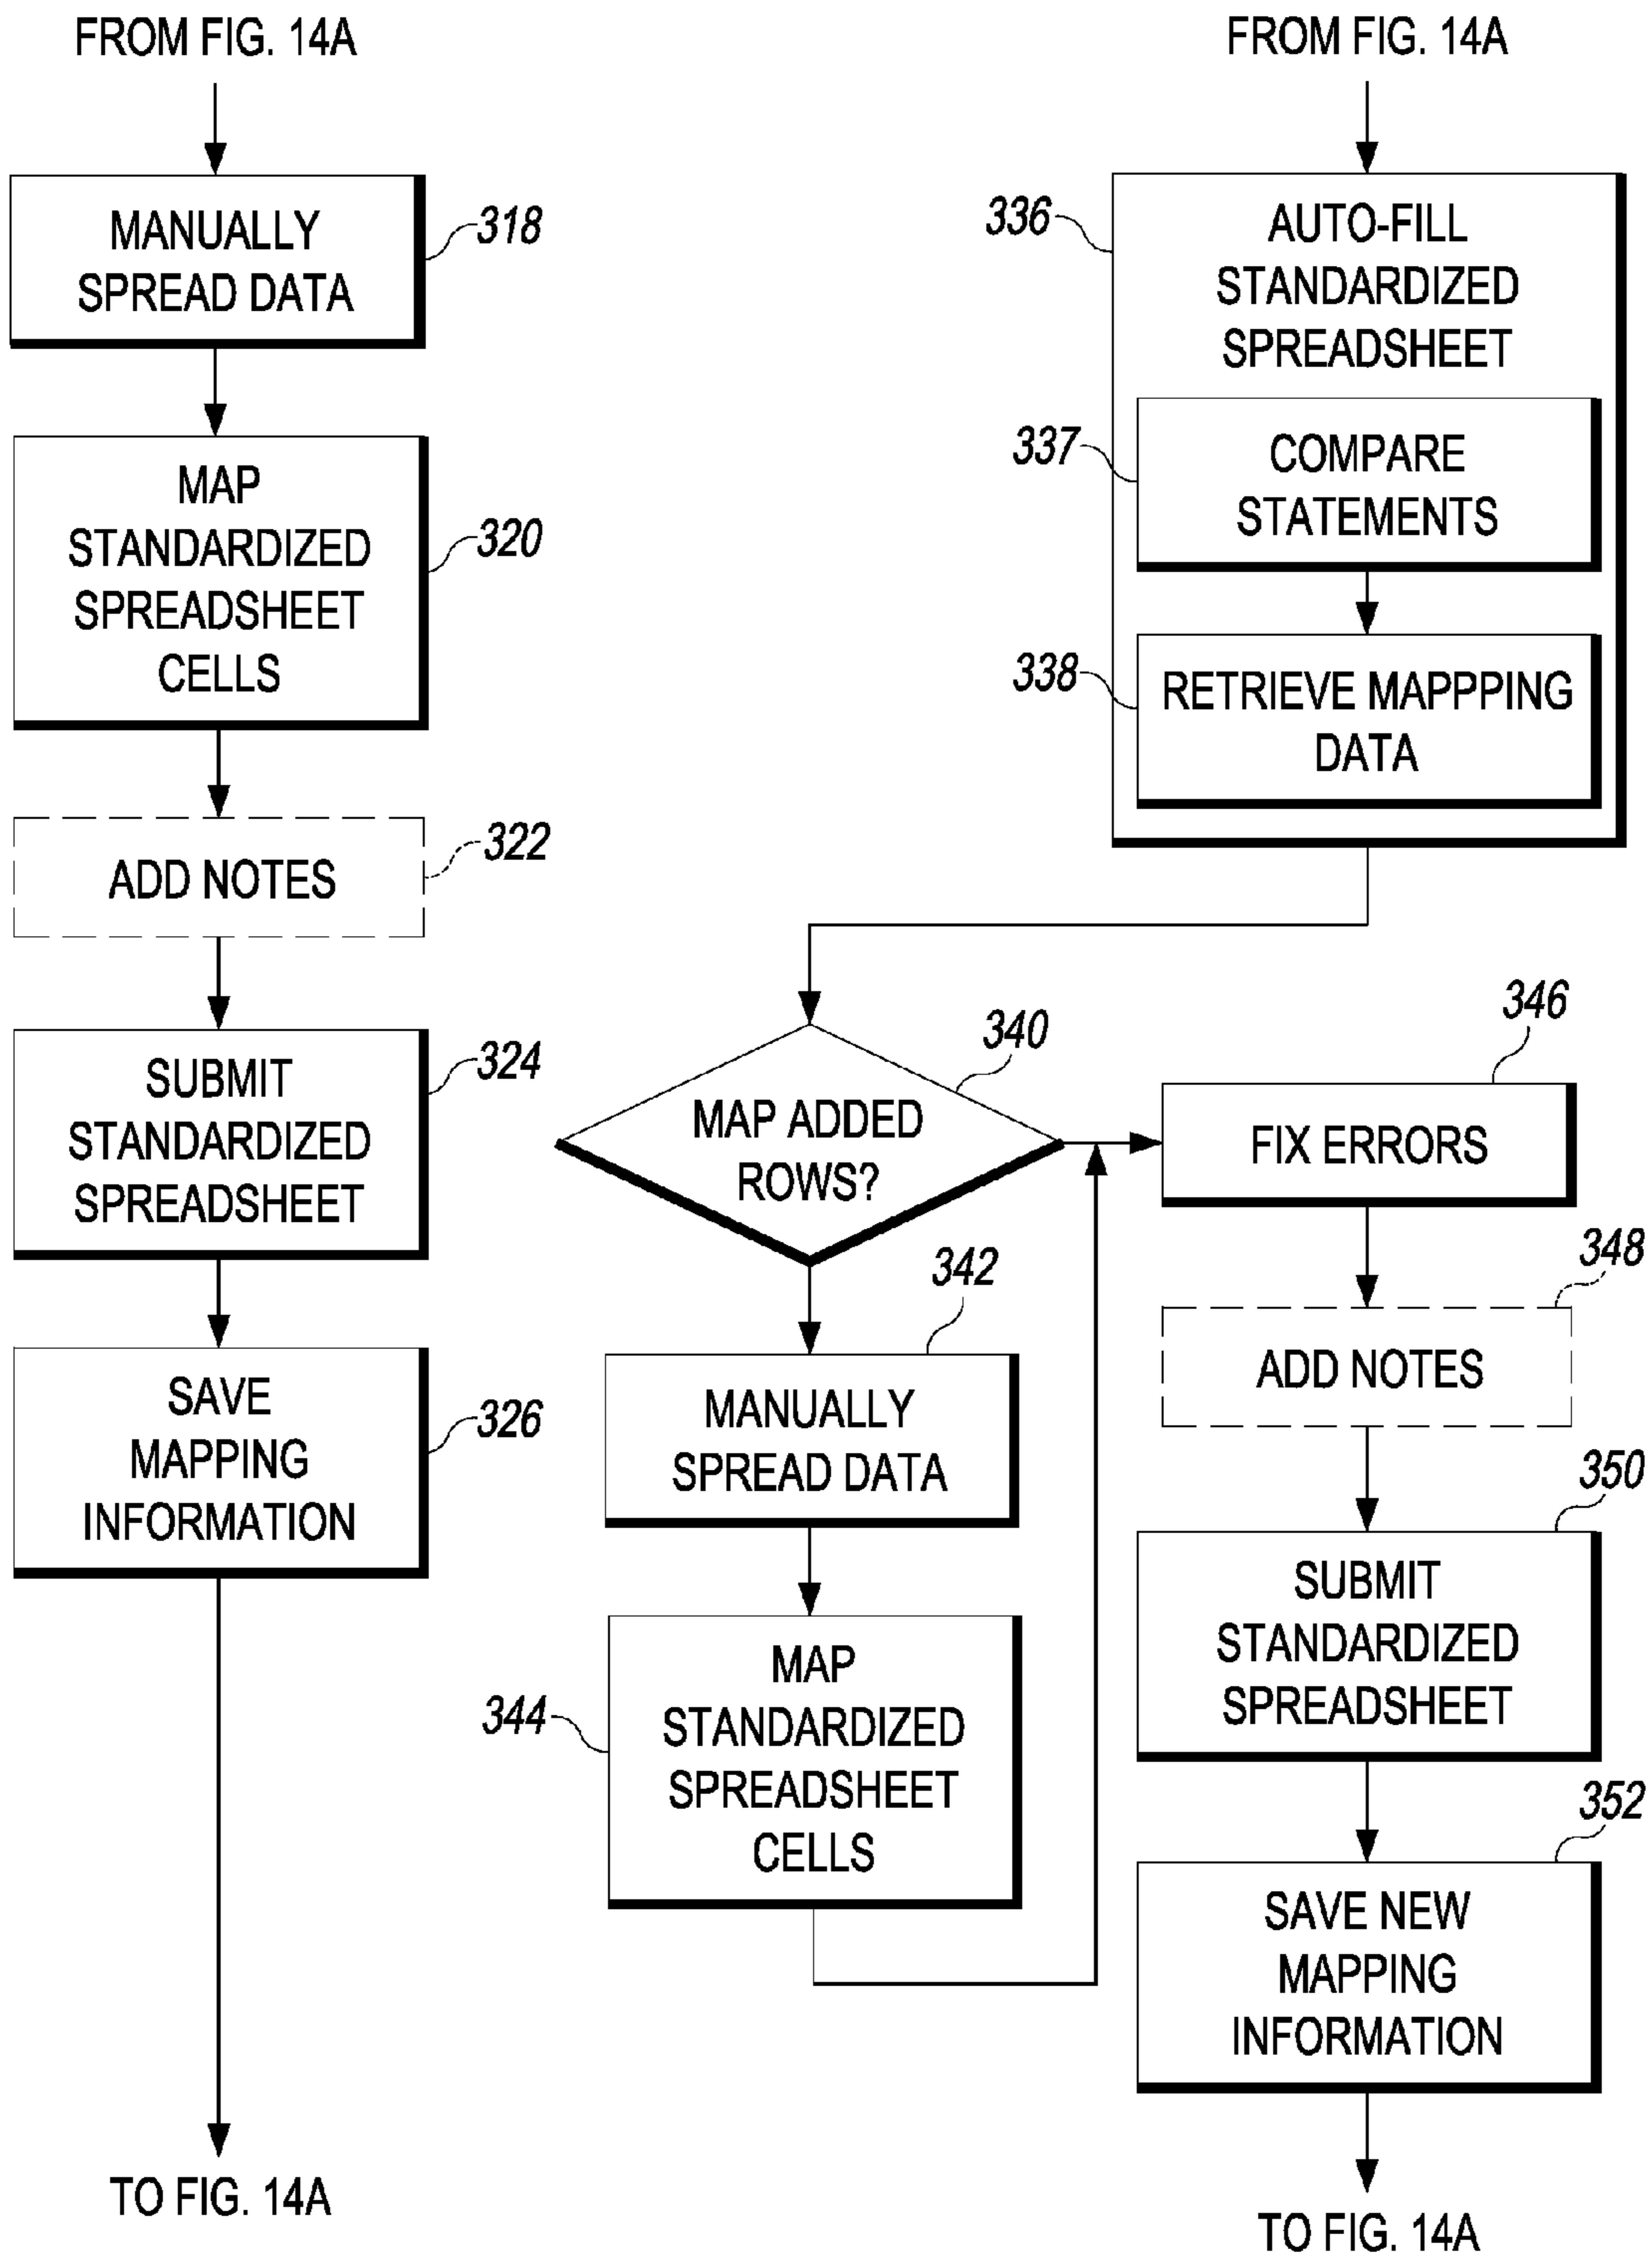 FROM FIG. 14A
MANUALLY
SPREAD DATA
318
MAP
STANDARDIZED
SPREADSHEET
CELLS
320
ADD NOTES
322
SUBMIT
STANDARDIZED
SPREADSHEET
324
SAVE
MAPPING
INFORMATION
326
TO FIG. 14A
FROM FIG. 14A
336
AUTO-FILL
STANDARDIZED
SPREADSHEET
337
COMPARE
STATEMENTS
338
RETRIEVE MAPPPING
DATA
340
MAP ADDED
ROWS?
342
MANUALLY
SPREAD DATA
344
MAP
STANDARDIZED
SPREADSHEET
CELLS
346
FIX ERRORS
348
ADD NOTES
350
SUBMIT
STANDARDIZED
SPREADSHEET
352
SAVE NEW
MAPPING
INFORMATION
TO FIG. 14A